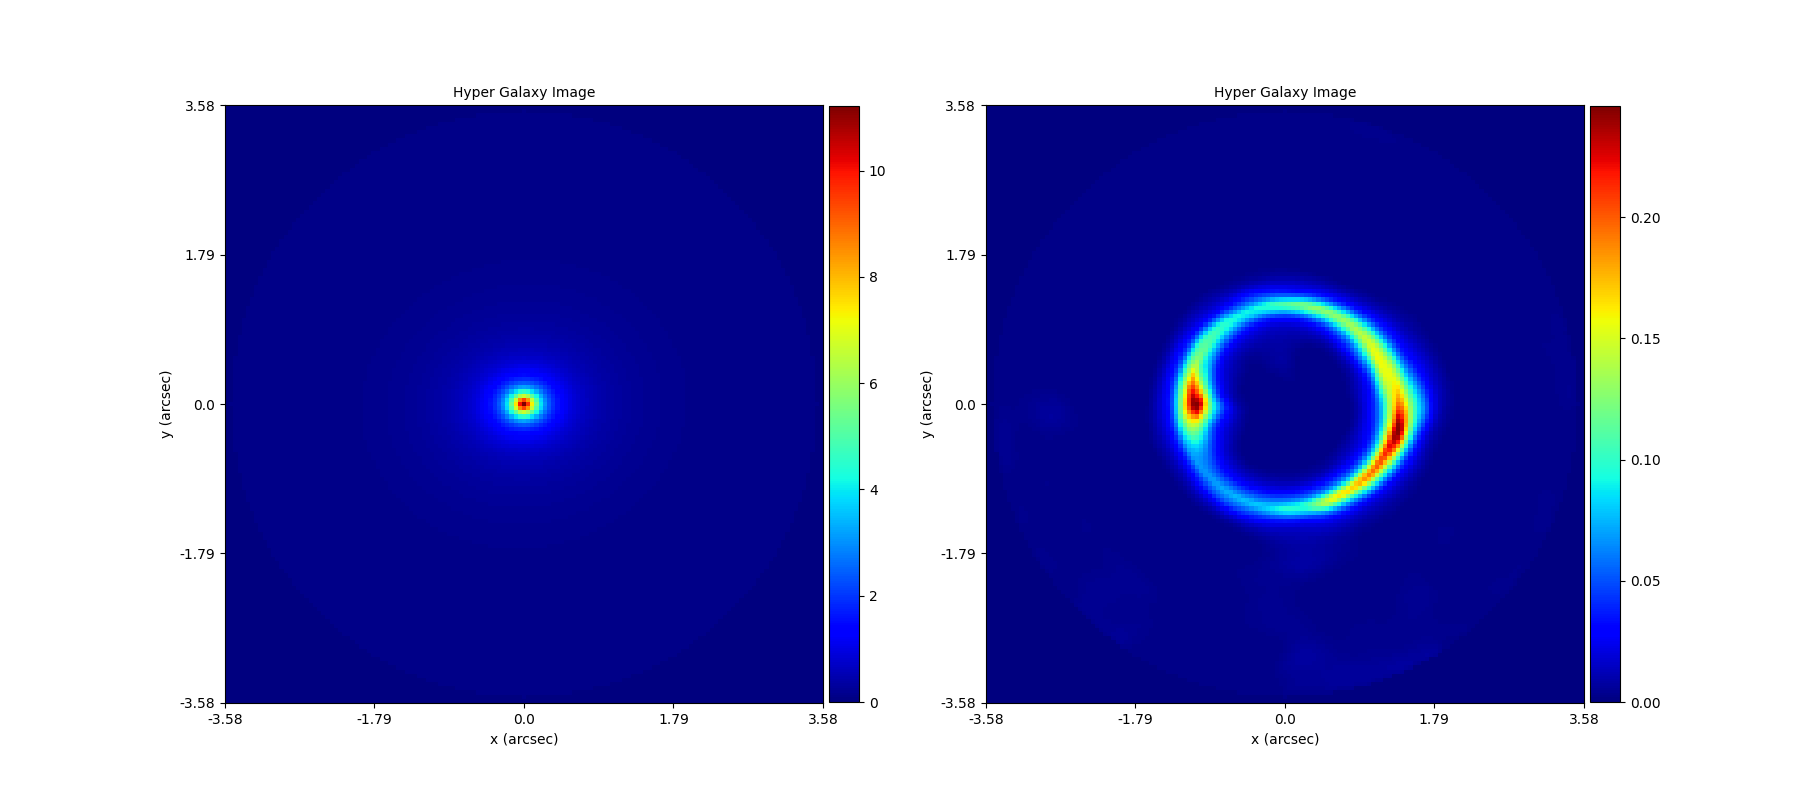 Hyper Galaxy Image
3.58
1.79
0.0
-1.79
-3.58
y (arcsec)
-3.58 -1.79 0.0 1.79 3.58
x (arcsec)
10
8
6
4
2
0
Hyper Galaxy Image
3.58
1.79
0.0
-1.79
-3.58
y (arcsec)
-3.58 -1.79 0.0 1.79 3.58
x (arcsec)
0.20
0.15
0.10
0.05
0.00